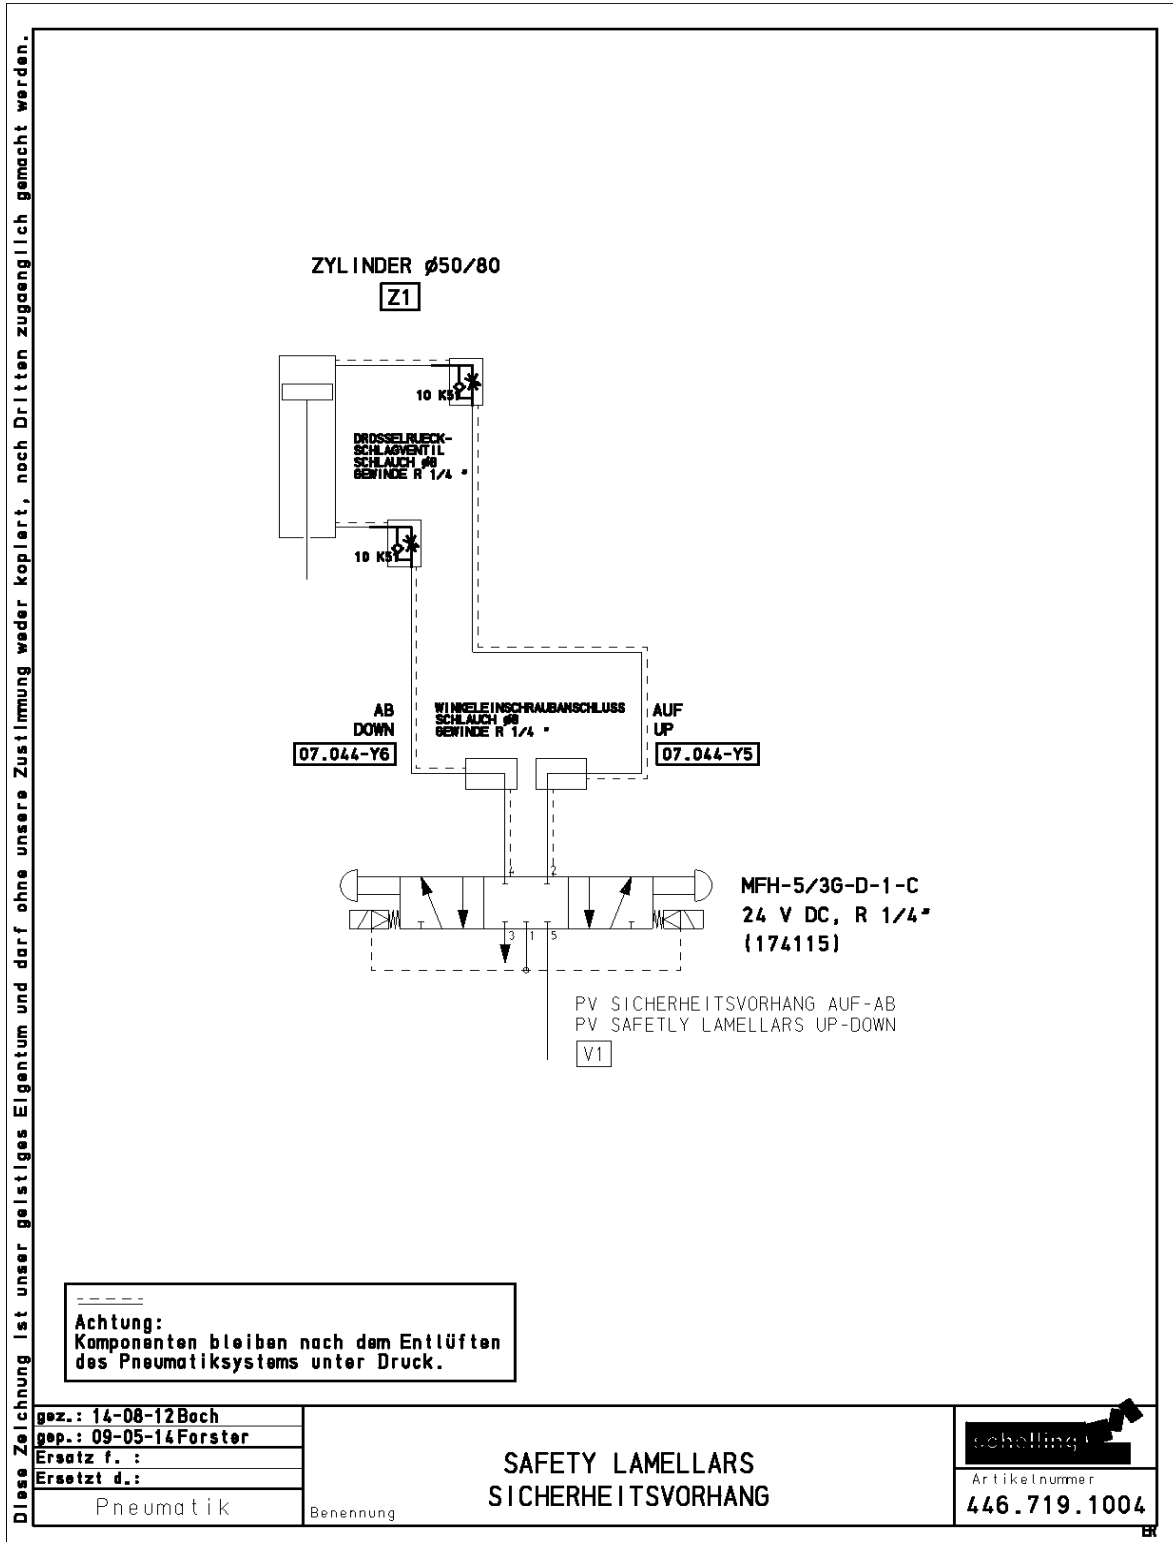 Diese Zeichnung ist unser geistiges Eigentum und darf ohne unsere Zustimmung weder kopiert, noch Dritten zugaenglich gemacht werden.
ZYLINDER ø50/80
Z1
10 K51
DROSSELRUECK-
SCHLAGVENTIL
SCHLAUCH ø8
GEWINDE R 1/4 "
10 K51
AB
DOWN
07.044-Y6
WINKELEINSCHRAUBANSCHLUSS
SCHLAUCH ø8
GEWINDE R 1/4 "
AUF
UP
07.044-Y5
4 2
3 1 5
MFH-5/3G-D-1-C
24 V DC, R 1/4"
(174115)
PV SICHERHEITSVORHANG AUF-AB
PV SAFETLY LAMELLARS UP-DOWN
V1
Achtung:
Komponenten bleiben nach dem Entlüften
des Pneumatiksystems unter Druck.
gez.: 14-08-12 Bach
gep.: 09-05-14 Forster
Ersatz f. :
Ersetzt d.:
Pneumatik
Benennung
SAFETY LAMELLARS
SICHERHEITSVORHANG
schelling
Artikelnummer
446.719.1004
ER